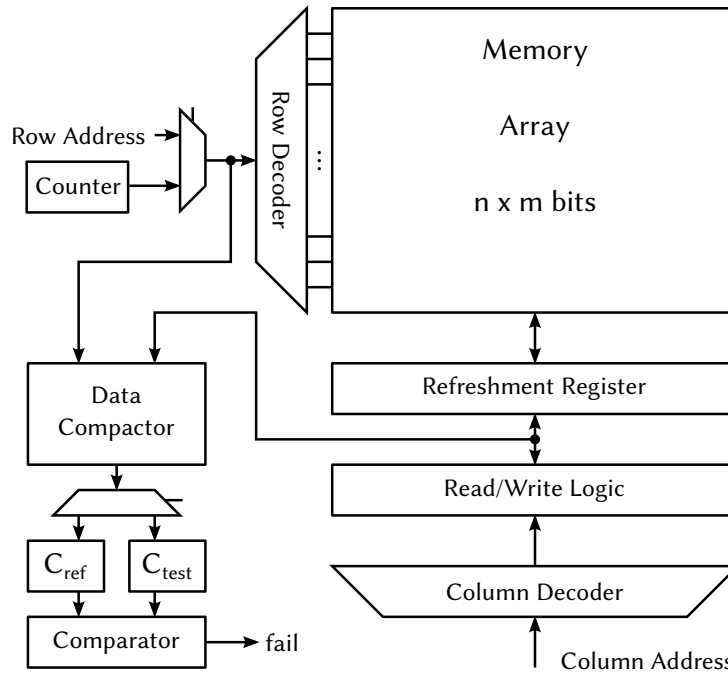 Memory
Array
n x m bits
Row Decoder
...
Row Address
Counter
Refreshment Register
Data
Compactor
Read/Write Logic
C_ref
C_test
Column Decoder
Comparator
fail
Column Address